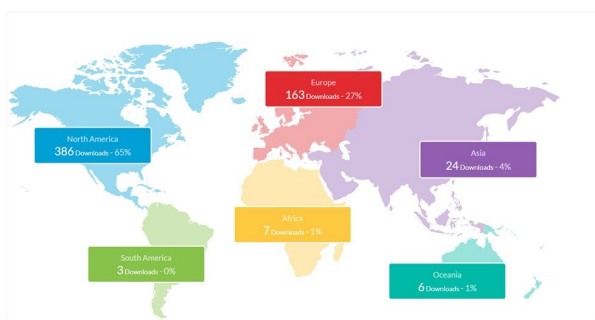 Europe
163 Downloads - 27%
North America
386 Downloads - 65%
Asia
24 Downloads - 4%
Africa
7 Downloads - 1%
South America
3 Downloads - 0%
Oceania
6 Downloads - 1%